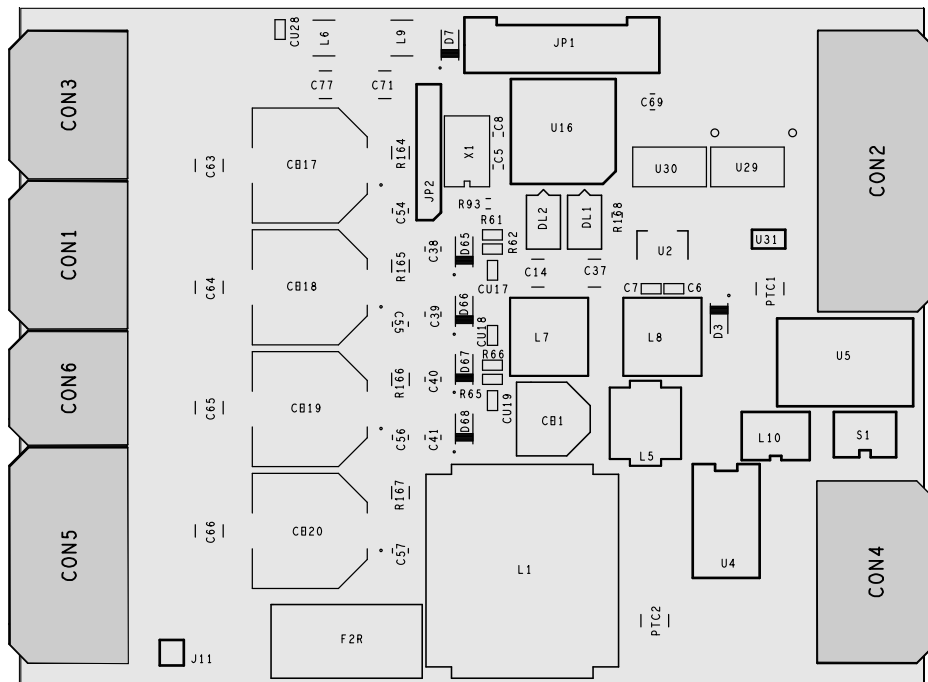 CU28
L6
L9
D7
JP1
CON3
C77
C71
C69
C8
U16
X1
C5
CON2
R164
CB17
C63
JP2
U30
U29
R93
C54
R61
DL2
DL1
R168
CON1
C38
D65
R62
U31
U2
R165
C14
C37
CU17
C64
CB18
C7
C6
PTC1
D66
C39
C55
CU18
L7
L8
D3
R66
U5
CON6
D67
R166
C40
R65
C65
CB19
CU19
CB1
D68
C56
C41
L10
S1
L5
R167
C66
CB20
C57
CON5
L1
U4
CON4
F2R
PTC2
J11